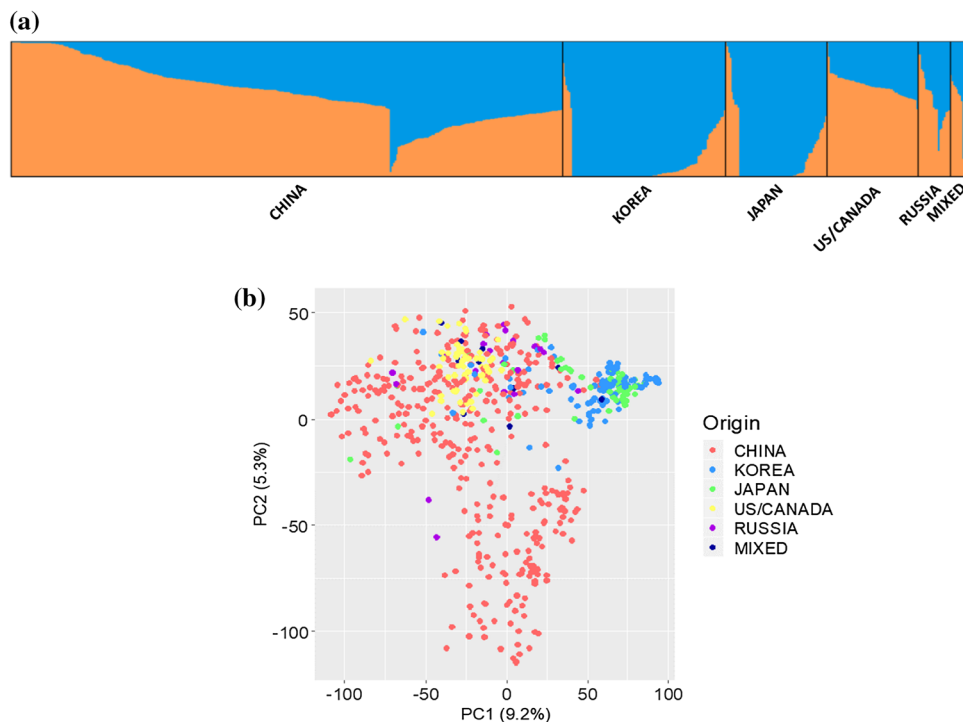 (a)
CHINA
KOREA
JAPAN
US/CANADA
RUSSIA
MIXED
(b)
50
0
-50
-100
PC2 (5.3%)
-100
-50
0
50
100
PC1 (9.2%)
Origin
CHINA
KOREA
JAPAN
US/CANADA
RUSSIA
MIXED